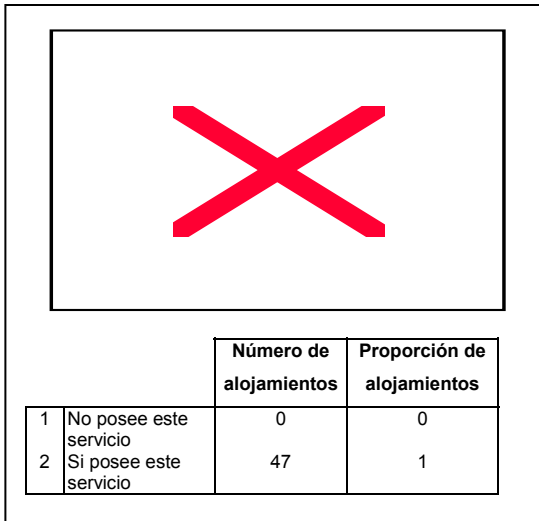 Número de Proporción de
alojamientos alojamientos
1 No posee este 0 0
servicio
2 Si posee este 47 1
servicio